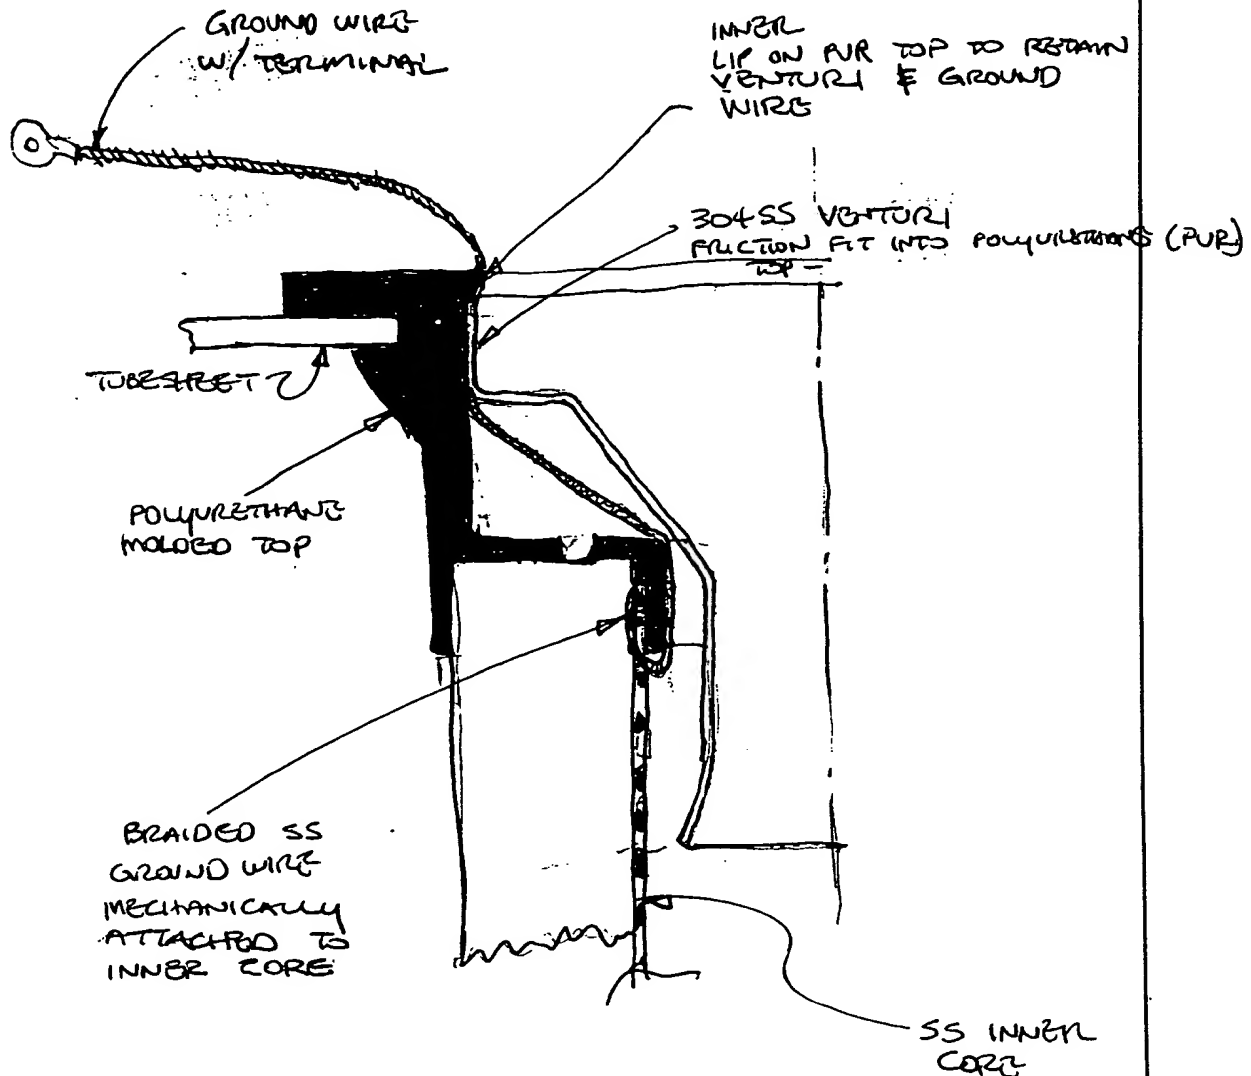 GROUND WIRE
W/ TERMINAL
INNER
LIP ON PUR TOP TO RETAIN
VENTURI & GROUND
WIRE
304SS VENTURI
FRICTION FIT INTO POLYURETHANE (PUR)
TOP
TUBESHEET
POLYURETHANE
MOLDED TOP
BRAIDED SS
GROUND WIRE
MECHANICALLY
ATTACHED TO
INNER CORE
SS INNER
CORE